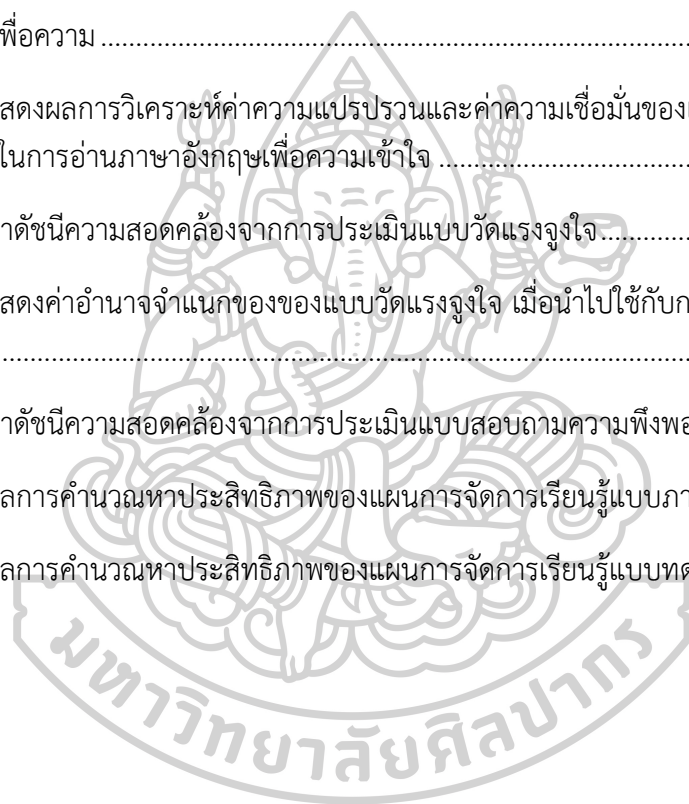 พื่อความ ................................................................................................
สดงผลการวิเคราะห์ค่าความแปรปรวนและค่าความเชื่อมั่นของเ
ในการอ่านภาษาอังกฤษเพื่อความเข้าใจ ........................................
าดัชนีความสอดคล้องจากการประเมินแบบวัดแรงจูงใจ..............
สดงค่าอำนาจจำแนกของของแบบวัดแรงจูงใจ เมื่อนำไปใช้กับก
................................................................................................................
าดัชนีความสอดคล้องจากการประเมินแบบสอบถามความพึงพอ
ลการคำนวณหาประสิทธิภาพของแผนการจัดการเรียนรู้แบบภา
ลการคำนวณหาประสิทธิภาพของแผนการจัดการเรียนรู้แบบทด
มหาวิทยาลัยศิลปากร